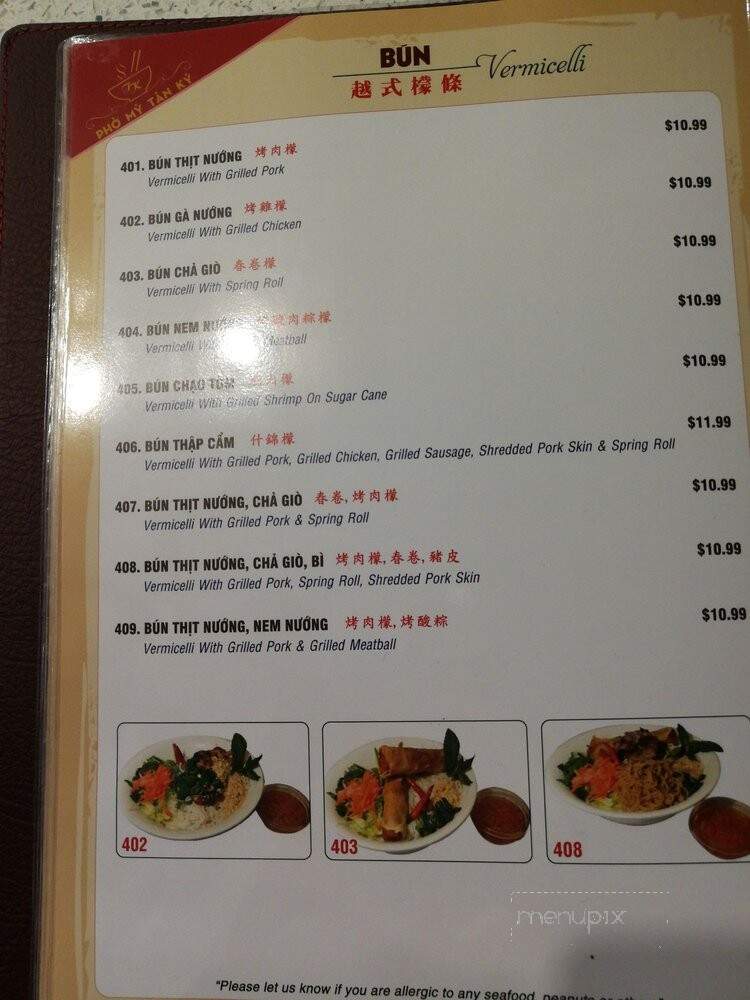 BÚN Vermicelli
越式檬條
TK
PHỞ MỸ TÂN KÝ
401. BÚN THỊT NƯỚNG 烤肉檬 $10.99
Vermicelli With Grilled Pork
402. BÚN GÀ NƯỚNG 烤雞檬 $10.99
Vermicelli With Grilled Chicken
403. BÚN CHẢ GIÒ 春卷檬 $10.99
Vermicelli With Spring Roll
404. BÚN NEM 肉粽檬 $10.99
Vermicelli Meatball
405. BÚN CHẠO TÔM $10.99
Vermicelli With Grilled Shrimp On Sugar Cane
406. BÚN THẬP CẨM 什錦檬 $11.99
Vermicelli With Grilled Pork, Grilled Chicken, Grilled Sausage, Shredded Pork Skin & Spring Roll
407. BÚN THỊT NƯỚNG, CHẢ GIÒ 春卷,烤肉檬 $10.99
Vermicelli With Grilled Pork & Spring Roll
408. BÚN THỊT NƯỚNG, CHẢ GIÒ, BÌ 烤肉檬,春卷,豬皮 $10.99
Vermicelli With Grilled Pork, Spring Roll, Shredded Pork Skin
409. BÚN THỊT NƯỚNG, NEM NƯỚNG 烤肉檬,烤酸粽 $10.99
Vermicelli With Grilled Pork & Grilled Meatball
402
403
408
menupix
"Please let us know if you are allergic to any seafood, peanuts